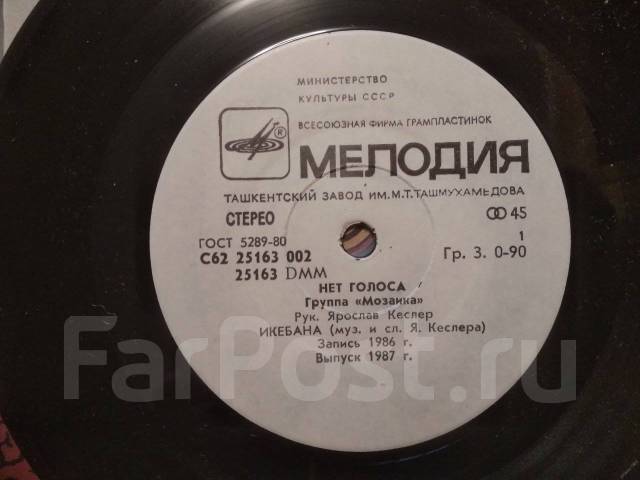 МИНИСТЕРСТВО
КУЛЬТУРЫ СССР
ВСЕСОЮЗНАЯ ФИРМА ГРАМПЛАСТИНОК
®
МЕЛОДИЯ
ТАШКЕНТСКИЙ ЗАВОД ИМ. М.Т.ТАШМУХАМЕДОВА
СТЕРЕО 45
ГОСТ 5289-80 1
С62 25163 002 Гр. 3. 0-90
25163 DMM
НЕТ ГОЛОСА
Группа «Мозаика»
Рук. Ярослав Кеслер
ИКЕБАНА (муз. и сл. Я. Кеслера)
Запись 1986 г.
Выпуск 1987 г.
FarPost.ru